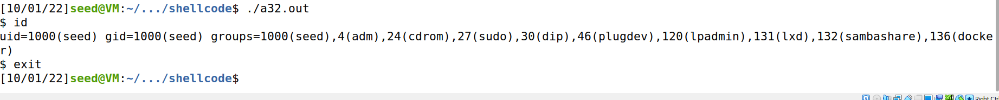 [10/01/22]seed@VM:~/.../shellcode$ ./a32.out
$ id
uid=1000(seed) gid=1000(seed) groups=1000(seed),4(adm),24(cdrom),27(sudo),30(dip),46(plugdev),120(lpadmin),131(lxd),132(sambashare),136(docke
r)
$ exit
[10/01/22]seed@VM:~/.../shellcode$
Right Ctr